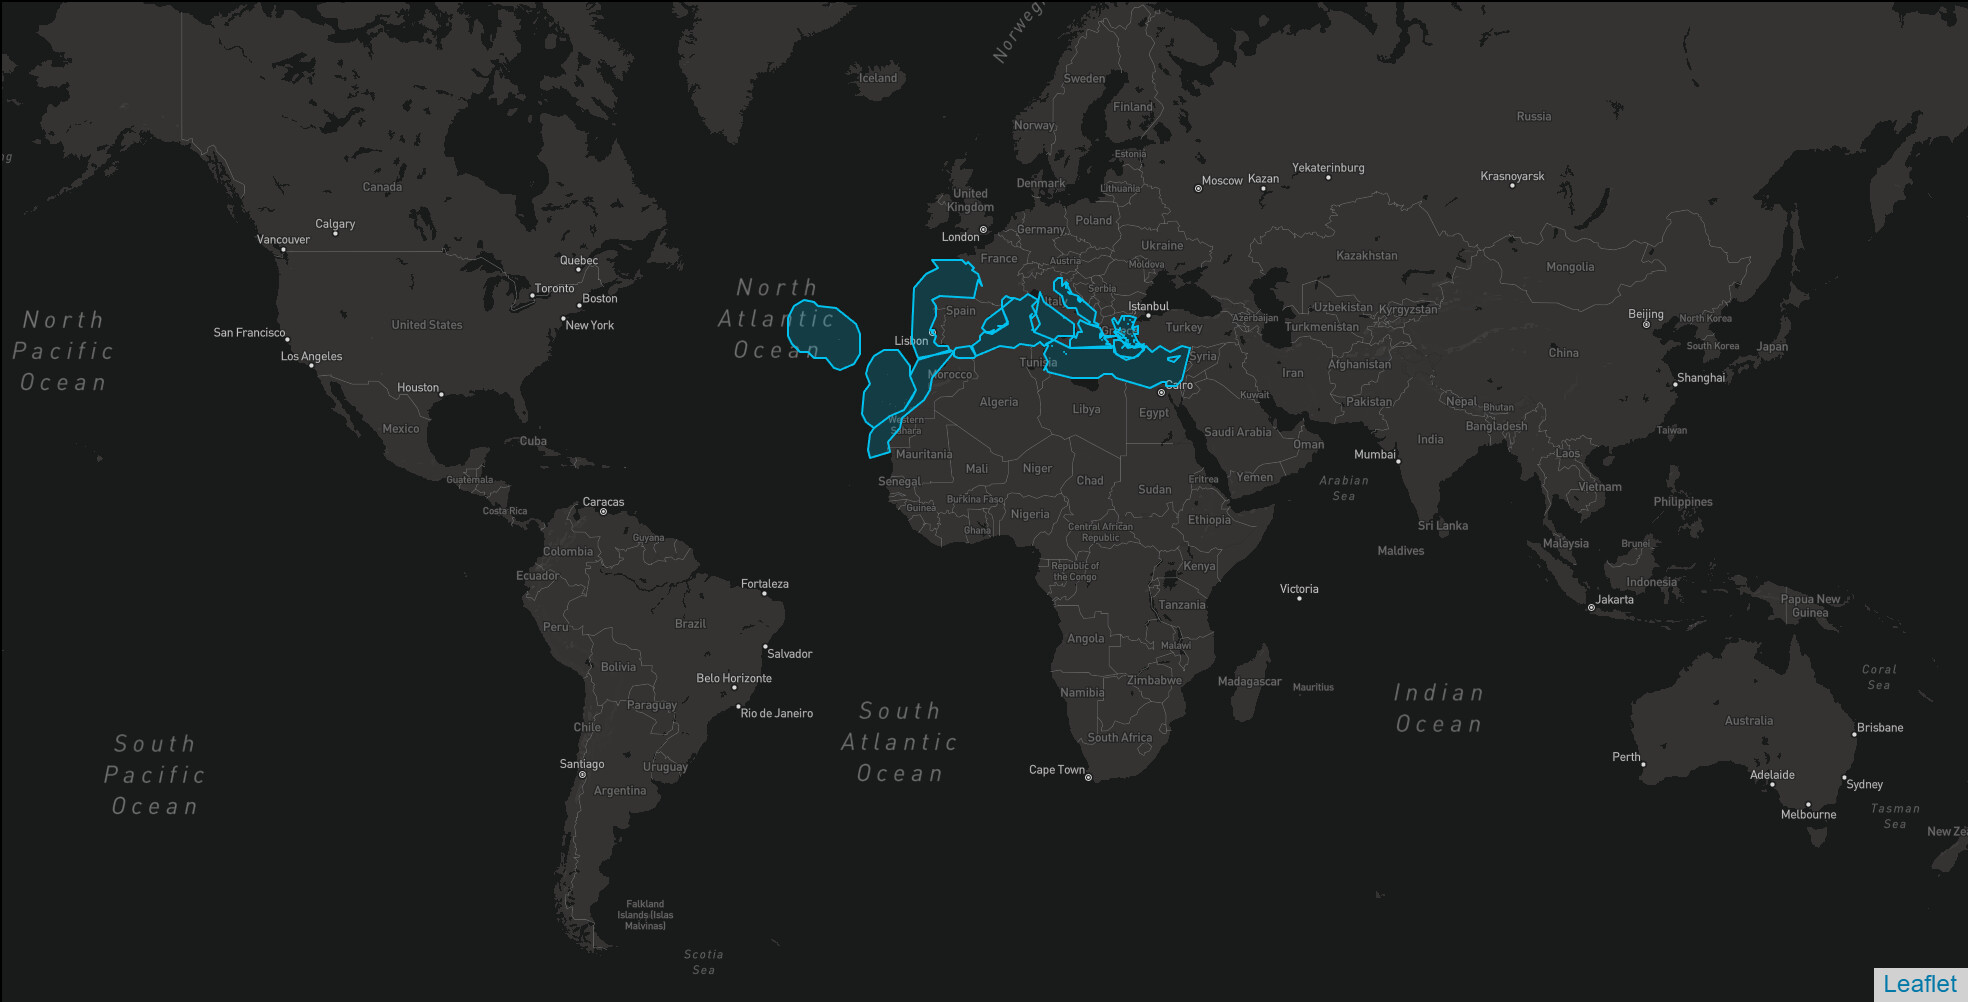 Norweg
Iceland
Sweden
Finland
Norway
Russia
Estonia
ng
Yekaterinburg
Krasnoyarsk
Moscow
Kazan
Canada
Denmark
Lithuania
United
Kingdom
Poland
Calgary
Vancouver
London
Germany
Ukraine
Quebec
France
Austria
Moldova
Kazakhstan
Mongolia
Toronto
Boston
North
Atlantic
Ocean
Serbia
Italy
Istanbul
Spain
Uzbekistan
Kyrgyzstan
Beijing
North
Pacific
Ocean
San Francisco
United States
New York
Lisbon
Greece
Turkey
Azerbaijan
Turkmenistan
North Korea
South Korea
Japan
Los Angeles
Tunisia
Syria
China
Afghanistan
Iran
Morocco
Houston
Cairo
Kuwait
Shanghai
Algeria
Libya
Egypt
Pakistan
Nepal
Bhutan
Bangladesh
Mexico
Western
Sahara
Saudi Arabia
Oman
India
Taiwan
Cuba
Mauritania
Mumbai
Laos
Guatemala
Senegal
Mali
Niger
Chad
Sudan
Eritrea
Yemen
Arabian
Sea
Vietnam
Philippines
Caracas
Costa Rica
Burkina Faso
Guinea
Nigeria
Ghana
Central African
Republic
Ethiopia
Sri Lanka
Guyana
Colombia
Maldives
Malaysia
Brunei
Ecuador
Republic of
the Congo
Kenya
Fortaleza
Victoria
Indonesia
Jakarta
Papua New
Guinea
Tanzania
Peru
Brazil
Angola
Malawi
Salvador
Bolivia
Belo Horizonte
Zimbabwe
Madagascar
Mauritius
Coral
Sea
Namibia
Indian
Ocean
Paraguay
Rio de Janeiro
South
Atlantic
Ocean
Chile
South Africa
Australia
Brisbane
South
Pacific
Ocean
Santiago
Uruguay
Cape Town
Perth
Adelaide
Sydney
Argentina
Melbourne
Tasman
Sea
New Zea
Falkland
Islands (Islas
Malvinas)
Scotia
Sea
Leaflet